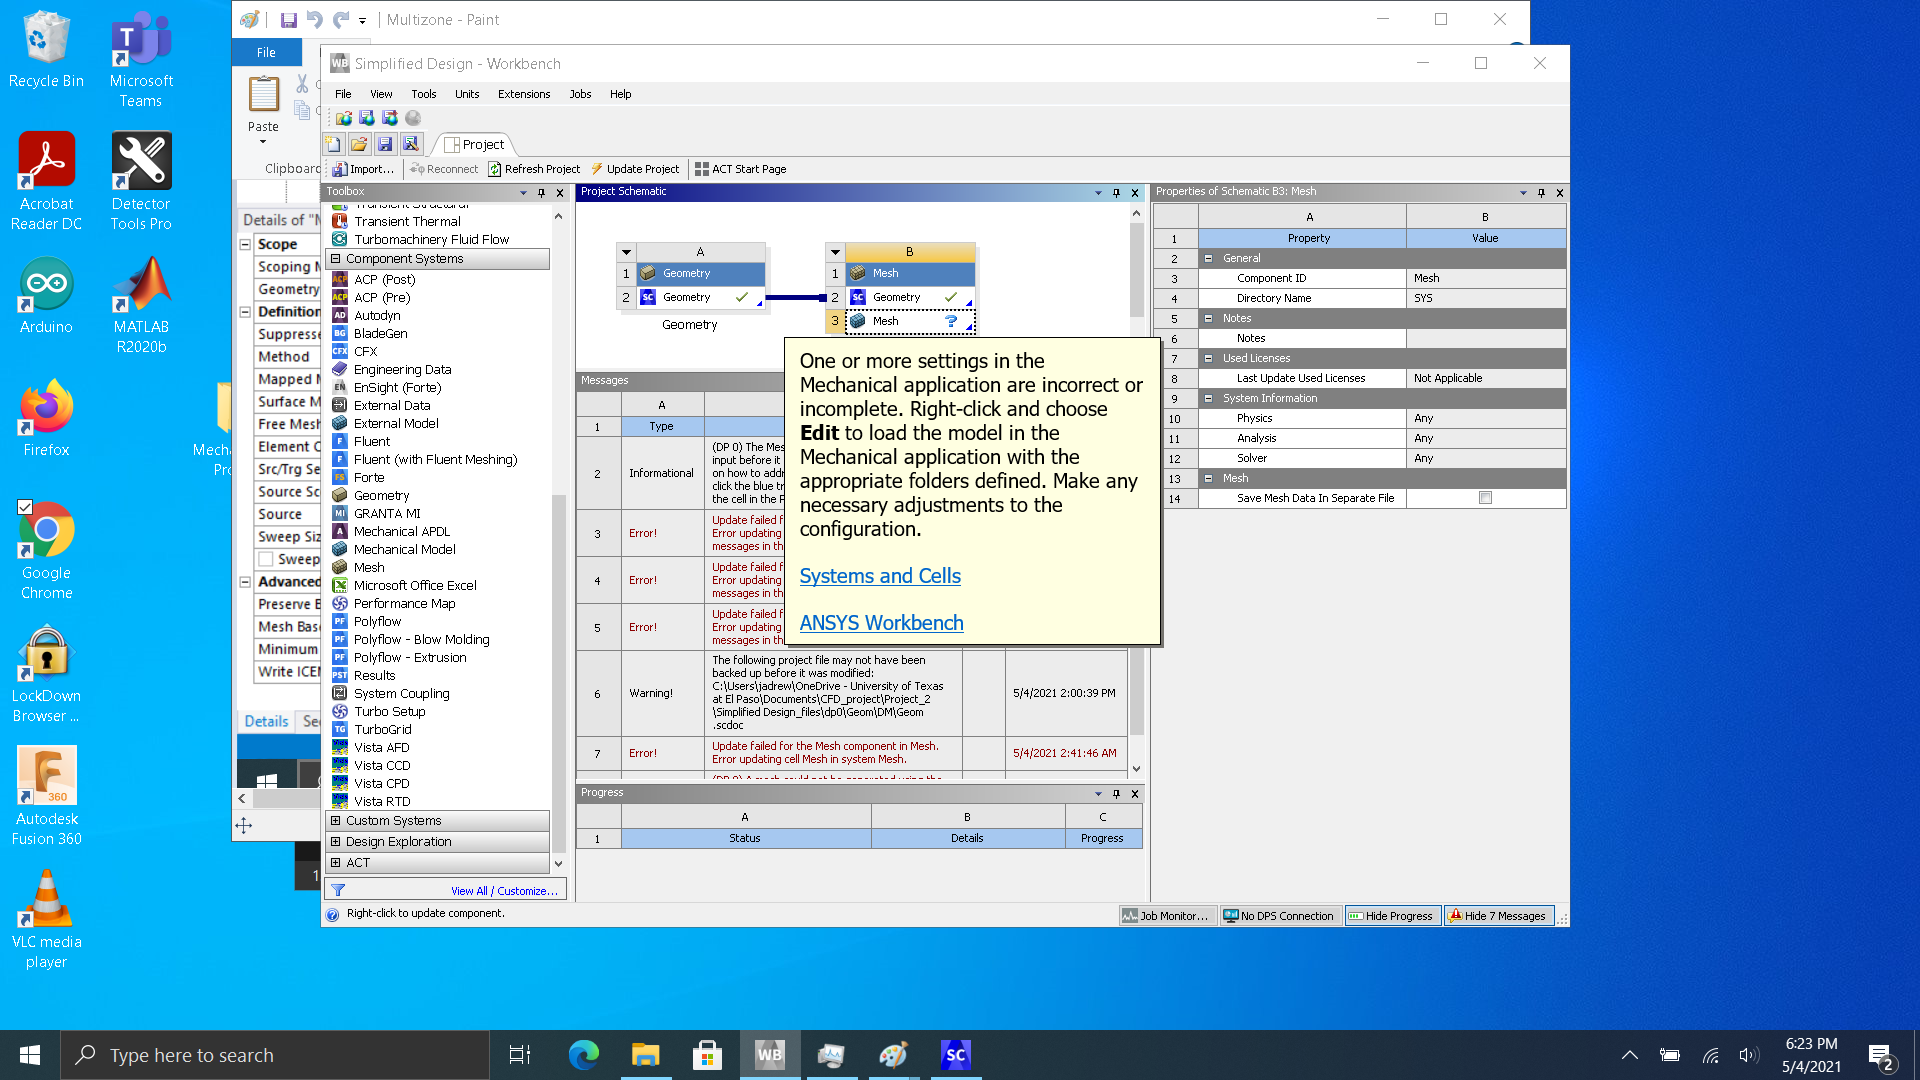 Recycle Bin
Microsoft
Teams
Acrobat
Reader DC
Detector
Tools Pro
Arduino
MATLAB
R2020b
Firefox
Google
Chrome
LockDown
Browser ...
Autodesk
Fusion 360
VLC media
player
Multizone - Paint
File
Paste
Clipboard
Details of "M
Scope
Scoping M
Geometry
Definition
Suppresse
Method
Mapped M
Surface M
Free Mesh
Element O
Src/Trg Se
Source Sc
Source
Sweep Siz
Sweep
Advanced
Preserve B
Mesh Base
Minimum
Write ICEM
Details
Simplified Design - Workbench
File View Tools Units Extensions Jobs Help
Project
Import... Reconnect Refresh Project Update Project ACT Start Page
Toolbox
Transient Structural
Transient Thermal
Turbomachinery Fluid Flow
Component Systems
ACP (Post)
ACP (Pre)
Autodyn
BladeGen
CFX
Engineering Data
EnSight (Forte)
External Data
External Model
Fluent
Fluent (with Fluent Meshing)
Forte
Geometry
GRANTA MI
Mechanical APDL
Mechanical Model
Mesh
Microsoft Office Excel
Performance Map
Polyflow
Polyflow - Blow Molding
Polyflow - Extrusion
Results
System Coupling
Turbo Setup
TurboGrid
Vista AFD
Vista CCD
Vista CPD
Vista RTD
Custom Systems
Design Exploration
ACT
View All / Customize...
Right-click to update component.
Project Schematic
A
1 Geometry
2 Geometry
Geometry
B
1 Mesh
2 Geometry
3 Mesh ?
Messages
A
1 Type
2 Informational
(DP 0) The Mes
input before it
on how to addr
click the blue tr
the cell in the P
3 Error!
Update failed f
Error updating
messages in th
4 Error!
Update failed f
Error updating
messages in th
5 Error!
Update failed f
Error updating
messages in th
6 Warning!
The following project file may not have been
backed up before it was modified:
C:\Users\jadrew\OneDrive - University of Texas
at El Paso\Documents\CFD_project\Project_2
\Simplified Design_files\dp0\Geom\DM\Geom
.scdoc
5/4/2021 2:00:39 PM
7 Error!
Update failed for the Mesh component in Mesh.
Error updating cell Mesh in system Mesh.
5/4/2021 2:41:46 AM
One or more settings in the
Mechanical application are incorrect or
incomplete. Right-click and choose
Edit to load the model in the
Mechanical application with the
appropriate folders defined. Make any
necessary adjustments to the
configuration.
Systems and Cells
ANSYS Workbench
Progress
A B C
1 Status Details Progress
Properties of Schematic B3: Mesh
A B
1 Property Value
2 General
3 Component ID Mesh
4 Directory Name SYS
5 Notes
6 Notes
7 Used Licenses
8 Last Update Used Licenses Not Applicable
9 System Information
10 Physics Any
11 Analysis Any
12 Solver Any
13 Mesh
14 Save Mesh Data In Separate File
Job Monitor... No DPS Connection Hide Progress Hide 7 Messages
Type here to search
6:23 PM
5/4/2021
2